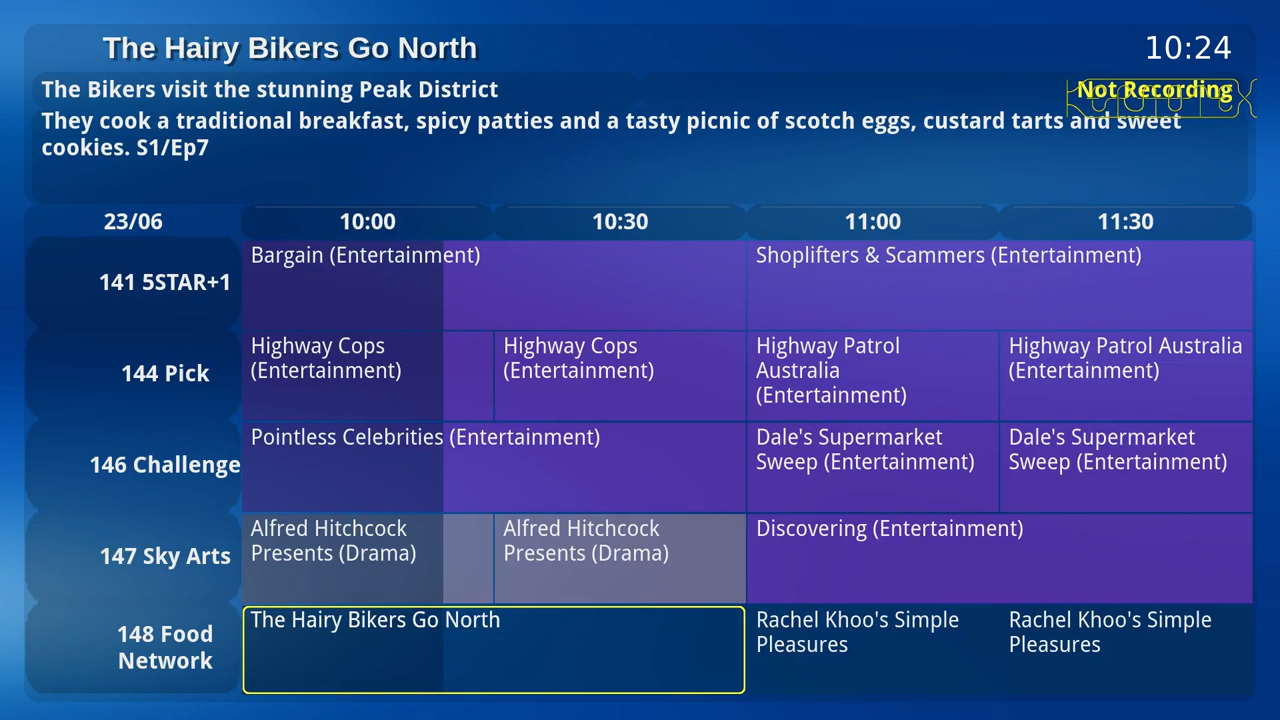 The Hairy Bikers Go North
10:24
The Bikers visit the stunning Peak District
Not Recording
They cook a traditional breakfast, spicy patties and a tasty picnic of scotch eggs, custard tarts and sweet
cookies. S1/Ep7
23/06
10:00
10:30
11:00
11:30
141 5STAR+1
Bargain (Entertainment)
Shoplifters & Scammers (Entertainment)
144 Pick
Highway Cops
(Entertainment)
Highway Cops
(Entertainment)
Highway Patrol
Australia
(Entertainment)
Highway Patrol Australia
(Entertainment)
146 Challenge
Pointless Celebrities (Entertainment)
Dale's Supermarket
Sweep (Entertainment)
Dale's Supermarket
Sweep (Entertainment)
147 Sky Arts
Alfred Hitchcock
Presents (Drama)
Alfred Hitchcock
Presents (Drama)
Discovering (Entertainment)
148 Food
Network
The Hairy Bikers Go North
Rachel Khoo's Simple
Pleasures
Rachel Khoo's Simple
Pleasures